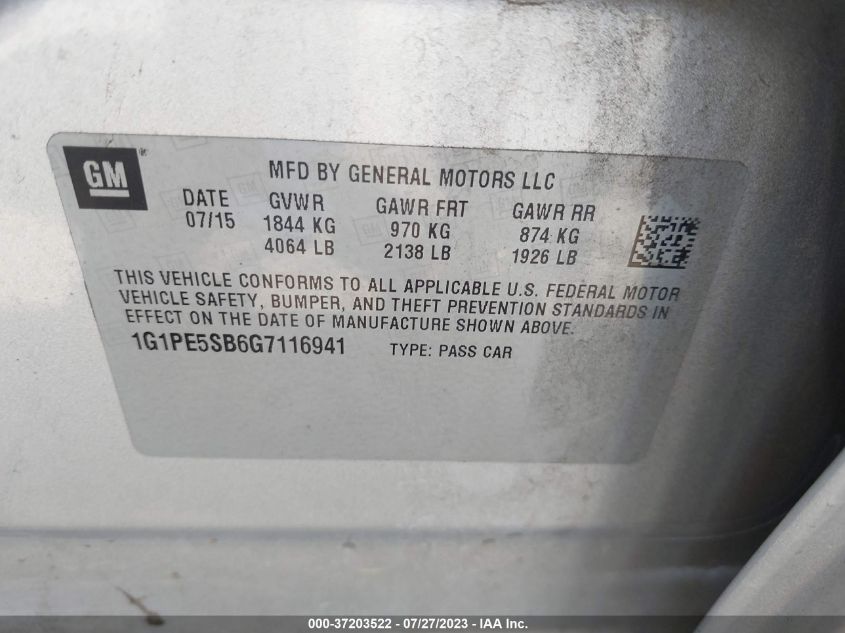 GM®
MFD BY GENERAL MOTORS LLC
DATE GVWR GAWR FRT GAWR RR
07/15 1844 KG 970 KG 874 KG
4064 LB 2138 LB 1926 LB
THIS VEHICLE CONFORMS TO ALL APPLICABLE U.S. FEDERAL MOTOR
VEHICLE SAFETY, BUMPER, AND THEFT PREVENTION STANDARDS IN
EFFECT ON THE DATE OF MANUFACTURE SHOWN ABOVE.
1G1PE5SB6G7116941 TYPE: PASS CAR
000-37203522 - 07/27/2023 - IAA Inc.